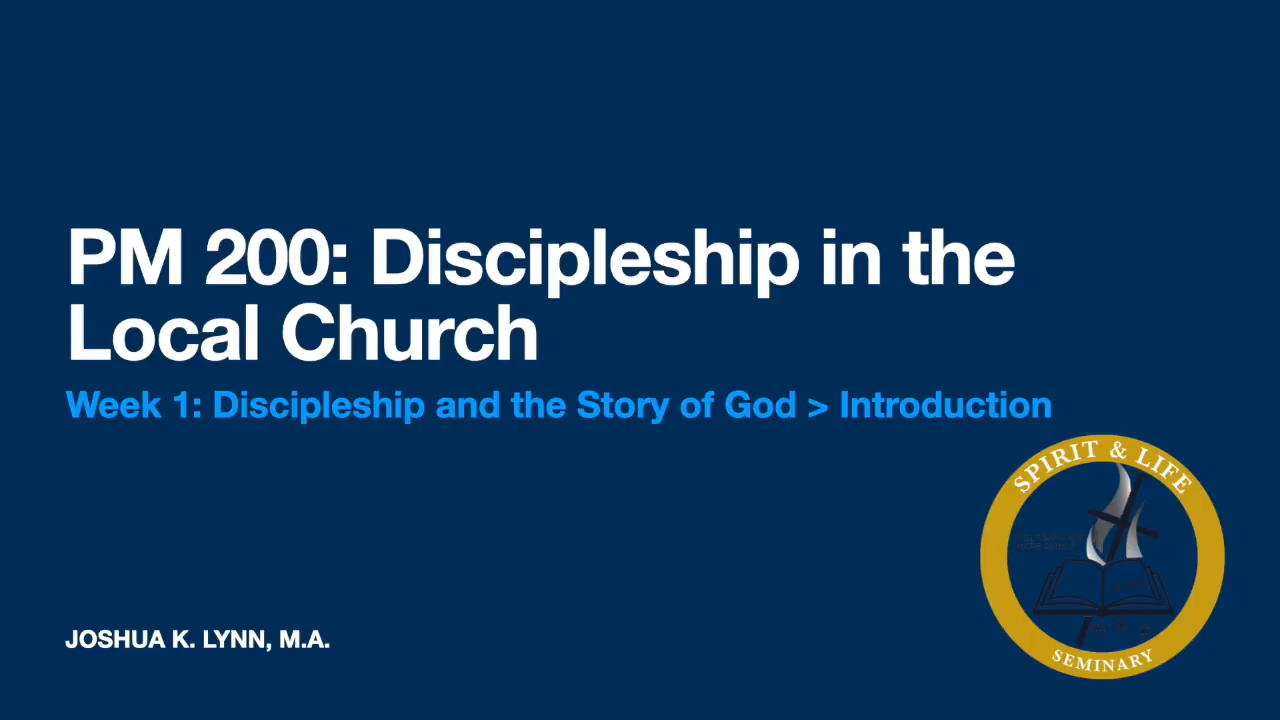 PM 200: Discipleship in the
Local Church
Week 1: Discipleship and the Story of God > Introduction
SPIRIT & LIFE
SEMINARY
JOSHUA K. LYNN, M.A.